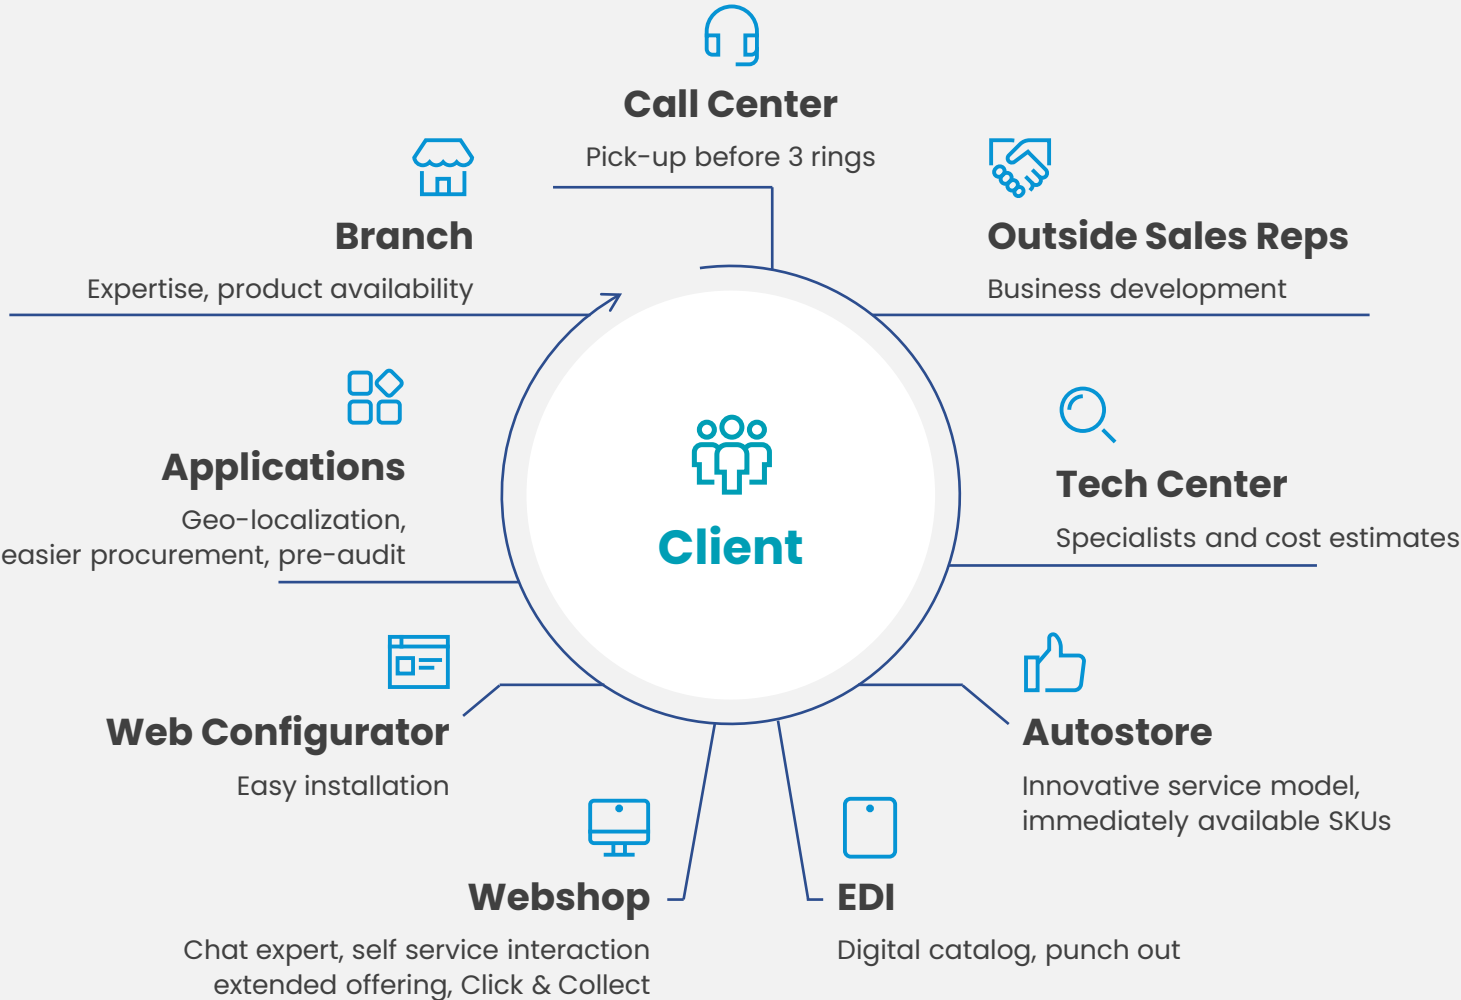 Call Center
Pick-up before 3 rings
Branch
Expertise, product availability
Outside Sales Reps
Business development
Applications
Geo-localization,
easier procurement, pre-audit
Client
Tech Center
Specialists and cost estimates
Web Configurator
Easy installation
Autostore
Innovative service model,
immediately available SKUs
Webshop
Chat expert, self service interaction
extended offering, Click & Collect
EDI
Digital catalog, punch out